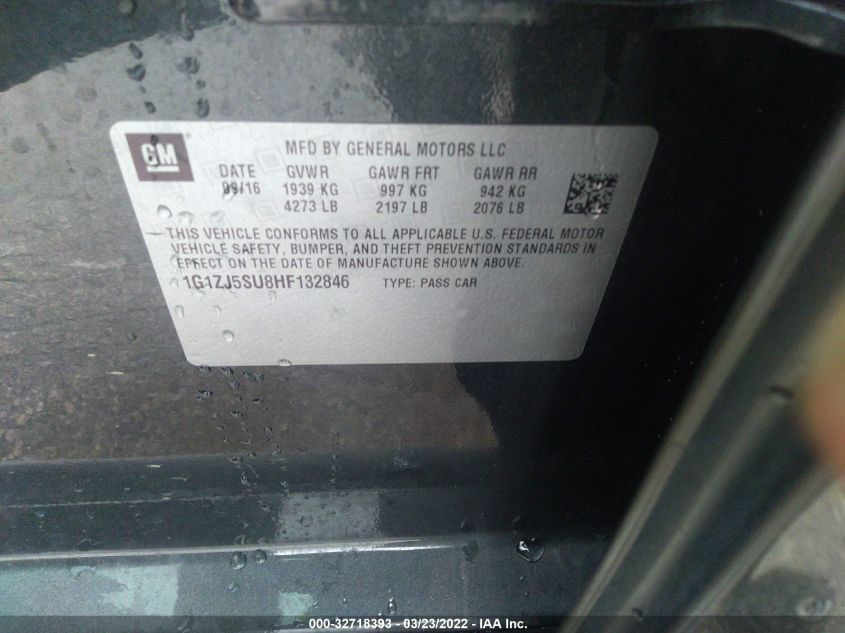 GM
MFD BY GENERAL MOTORS LLC
DATE GVWR GAWR FRT GAWR RR
09/16 1939 KG 997 KG 942 KG
4273 LB 2197 LB 2076 LB
THIS VEHICLE CONFORMS TO ALL APPLICABLE U.S. FEDERAL MOTOR
VEHICLE SAFETY, BUMPER, AND THEFT PREVENTION STANDARDS IN
EFFECT ON THE DATE OF MANUFACTURE SHOWN ABOVE.
1G1ZJ5SU8HF132846 TYPE: PASS CAR
000-32718393 - 03/23/2022 - IAA Inc.